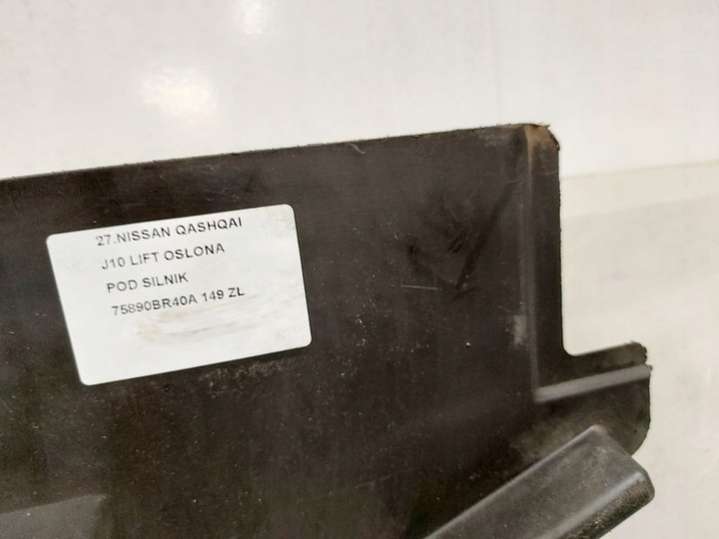 27.NISSAN QASHQAI
J10 LIFT OSLONA
POD SILNIK
75890BR40A 149 ZL